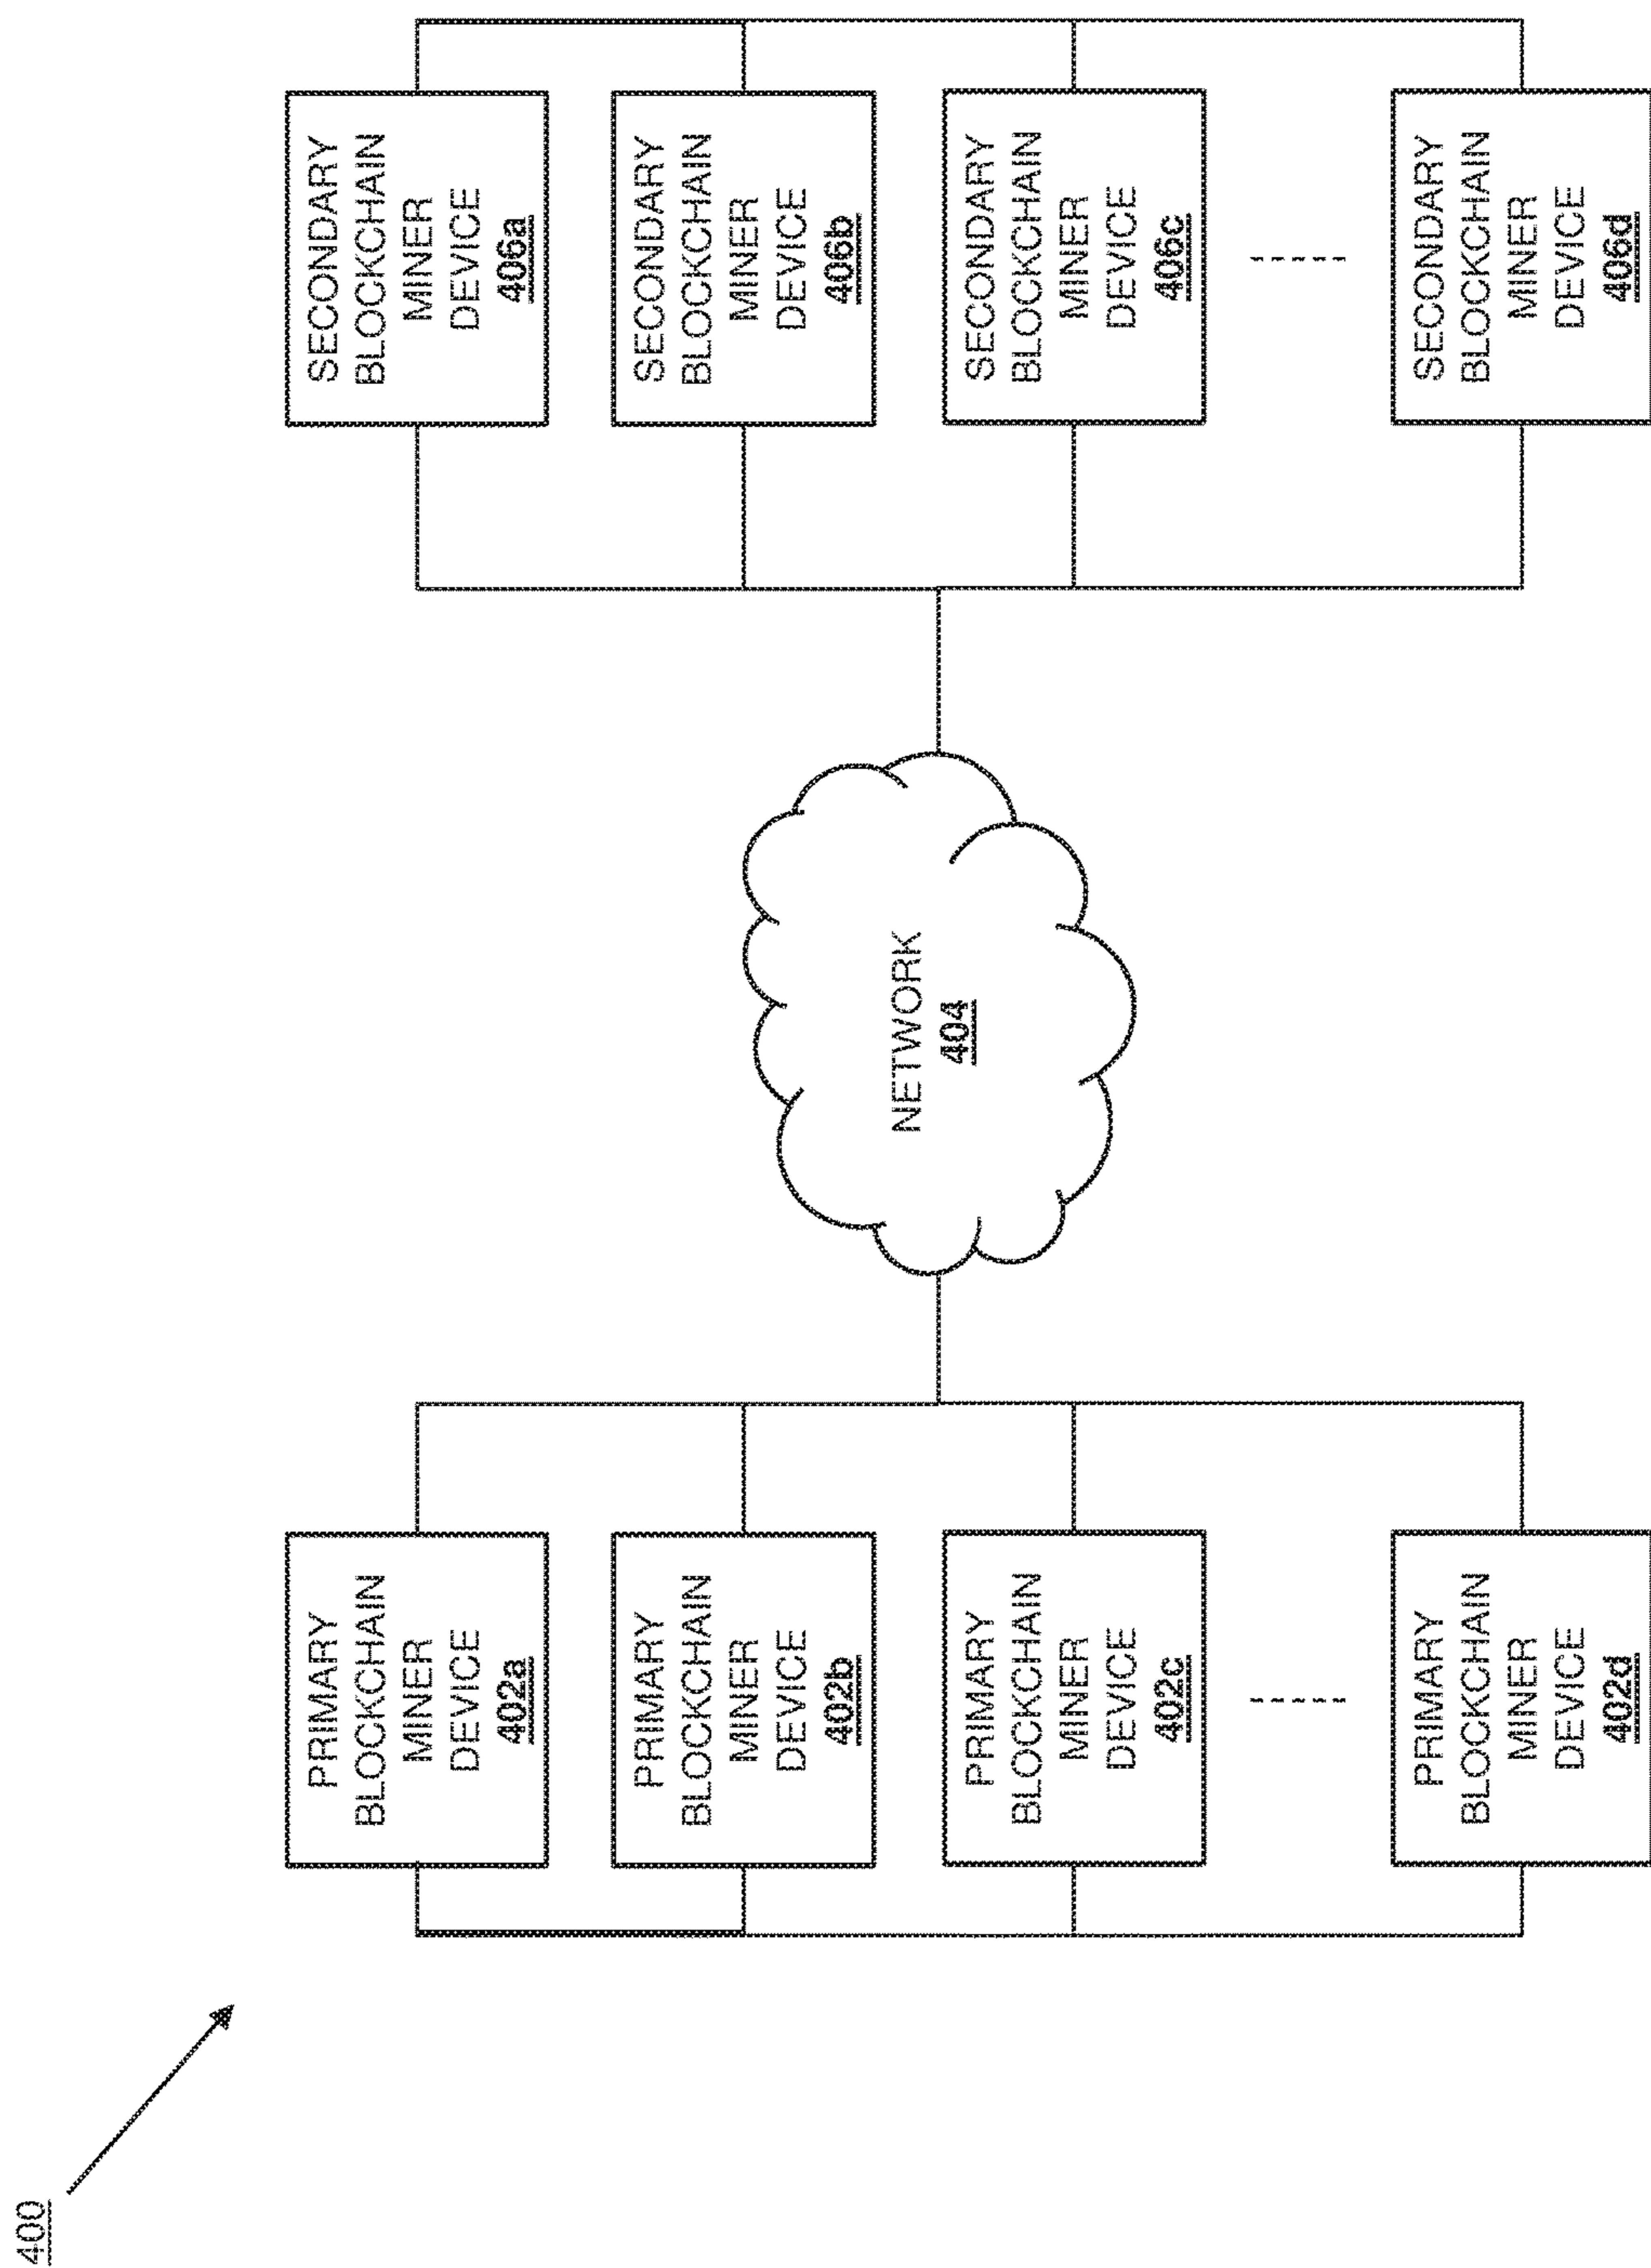 400
PRIMARY
BLOCKCHAIN
MINER
DEVICE
402a
PRIMARY
BLOCKCHAIN
MINER
DEVICE
402b
PRIMARY
BLOCKCHAIN
MINER
DEVICE
402c
PRIMARY
BLOCKCHAIN
MINER
DEVICE
402d
NETWORK
404
SECONDARY
BLOCKCHAIN
MINER
DEVICE
406a
SECONDARY
BLOCKCHAIN
MINER
DEVICE
406b
SECONDARY
BLOCKCHAIN
MINER
DEVICE
406c
SECONDARY
BLOCKCHAIN
MINER
DEVICE
406d